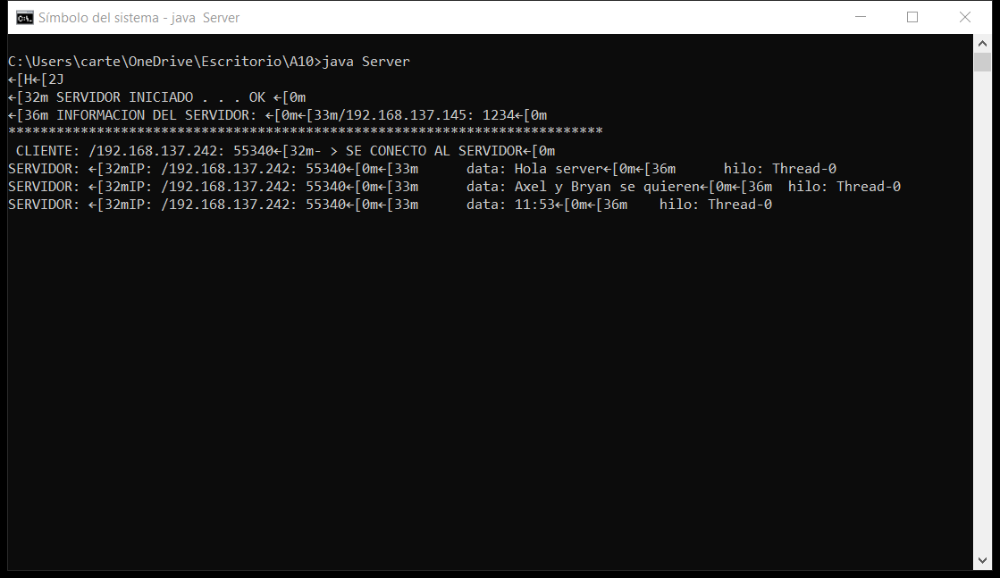 Símbolo del sistema - java  Server
C:\Users\carte\OneDrive\Escritorio\A10>java Server
←[H←[2J
←[32m SERVIDOR INICIADO . . . OK ←[0m
←[36m INFORMACION DEL SERVIDOR: ←[0m←[33m/192.168.137.145: 1234←[0m
**************************************************************************
 CLIENTE: /192.168.137.242: 55340←[32m- > SE CONECTO AL SERVIDOR←[0m
SERVIDOR: ←[32mIP: /192.168.137.242: 55340←[0m←[33m      data: Hola server←[0m←[36m      hilo: Thread-0
SERVIDOR: ←[32mIP: /192.168.137.242: 55340←[0m←[33m      data: Axel y Bryan se quieren←[0m←[36m  hilo: Thread-0
SERVIDOR: ←[32mIP: /192.168.137.242: 55340←[0m←[33m      data: 11:53←[0m←[36m    hilo: Thread-0